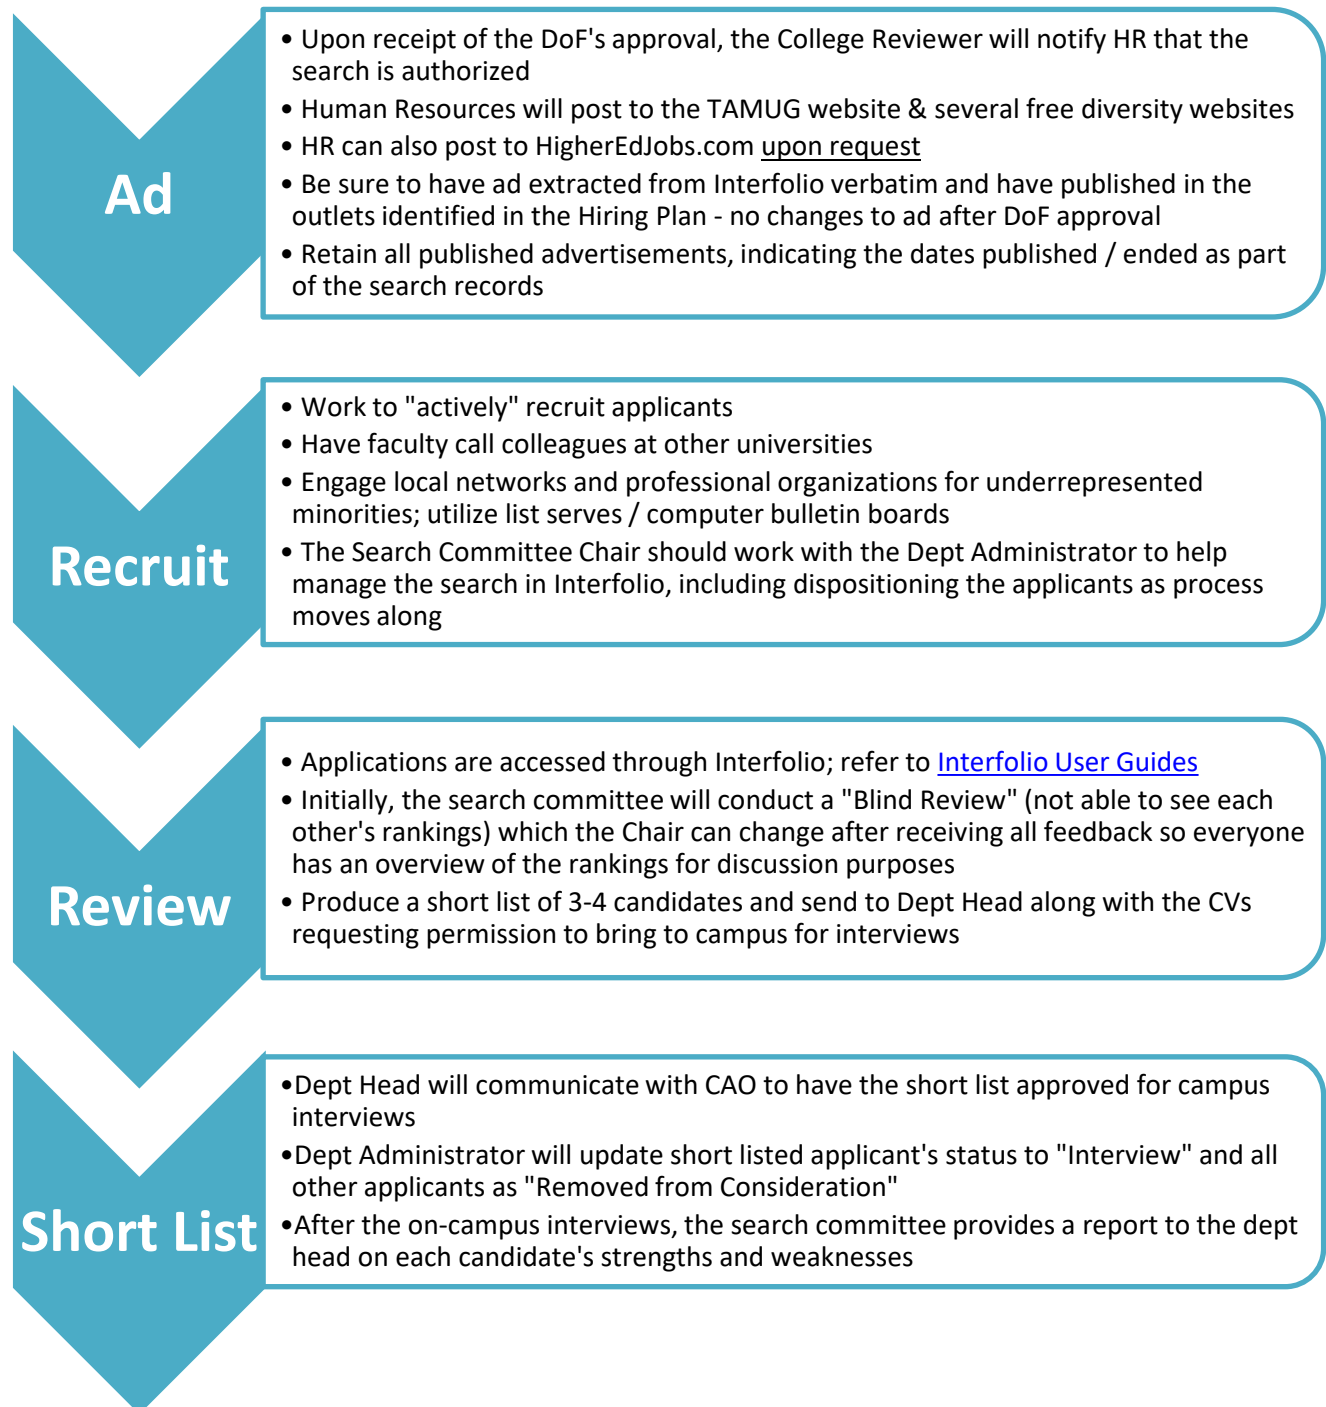 Ad
• Upon receipt of the DoF's approval, the College Reviewer will notify HR that the
search is authorized
• Human Resources will post to the TAMUG website & several free diversity websites
• HR can also post to HigherEdJobs.com upon request
• Be sure to have ad extracted from Interfolio verbatim and have published in the
outlets identified in the Hiring Plan - no changes to ad after DoF approval
• Retain all published advertisements, indicating the dates published / ended as part
of the search records
Recruit
• Work to "actively" recruit applicants
• Have faculty call colleagues at other universities
• Engage local networks and professional organizations for underrepresented
minorities; utilize list serves / computer bulletin boards
• The Search Committee Chair should work with the Dept Administrator to help
manage the search in Interfolio, including dispositioning the applicants as process
moves along
Review
• Applications are accessed through Interfolio; refer to Interfolio User Guides
• Initially, the search committee will conduct a "Blind Review" (not able to see each
other's rankings) which the Chair can change after receiving all feedback so everyone
has an overview of the rankings for discussion purposes
• Produce a short list of 3-4 candidates and send to Dept Head along with the CVs
requesting permission to bring to campus for interviews
Short List
•Dept Head will communicate with CAO to have the short list approved for campus
interviews
•Dept Administrator will update short listed applicant's status to "Interview" and all
other applicants as "Removed from Consideration"
•After the on-campus interviews, the search committee provides a report to the dept
head on each candidate's strengths and weaknesses